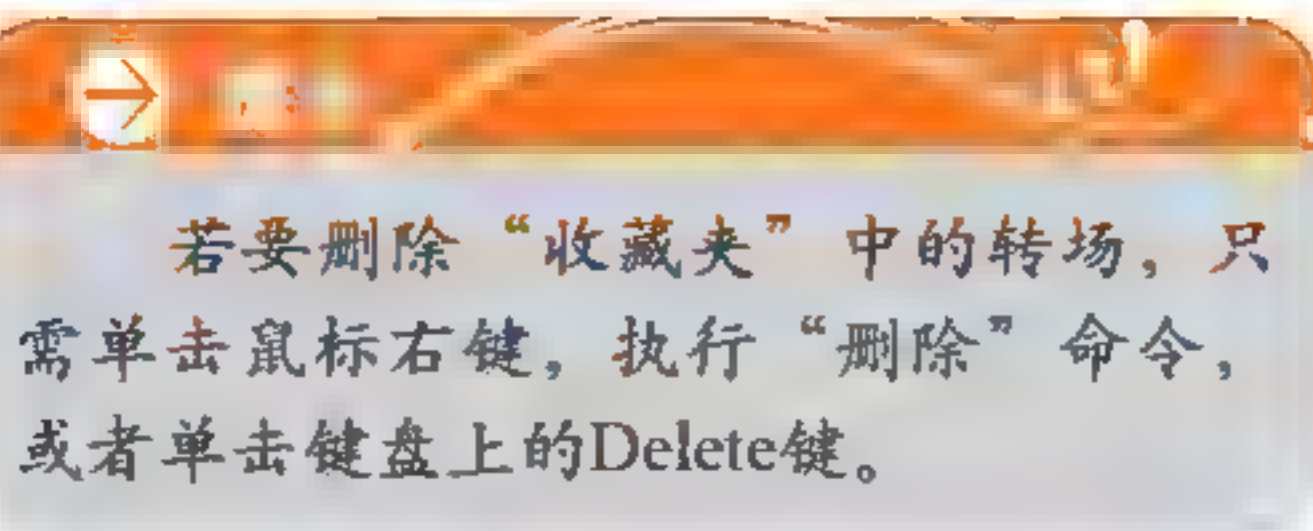 若要删除“收藏夹”中的转场，只
需单击鼠标右键，执行“删除”命令，
或者单击键盘上的Delete键。